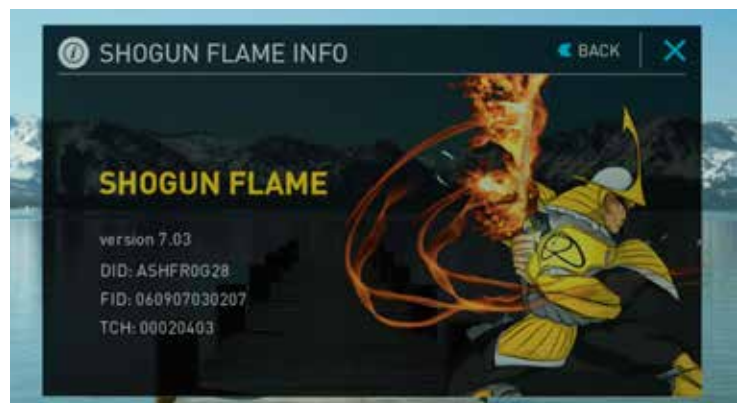 SHOGUN FLAME INFO
BACK
SHOGUN FLAME
version 7.03
DID: ASHFR0G28
FID: 060907030207
TCH: 00020403